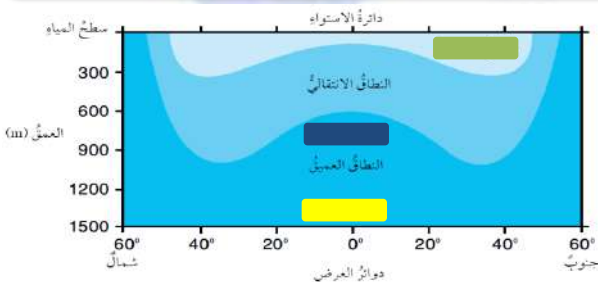 دائرةُ الاستواءِ
سطحُ المياهِ
300
النطاقُ الانتقاليُّ
600
العمقُ (m)
900
النطاقُ العميقُ
1200
1500
60° 40° 20° 0° 20° 40° 60°
شمالٌ
جنوبٌ
دوائرُ العرض